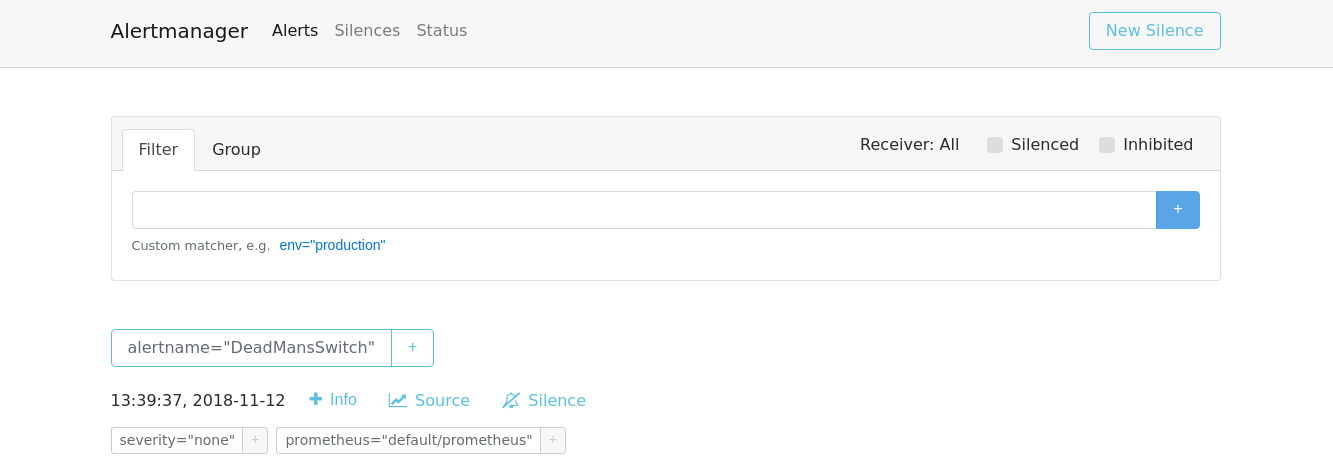 Alertmanager Alerts Silences Status New Silence
Filter Group Receiver: All Silenced Inhibited
+
Custom matcher, e.g. env="production"
alertname="DeadMansSwitch" +
13:39:37, 2018-11-12 + Info Source Silence
severity="none" + prometheus="default/prometheus" +